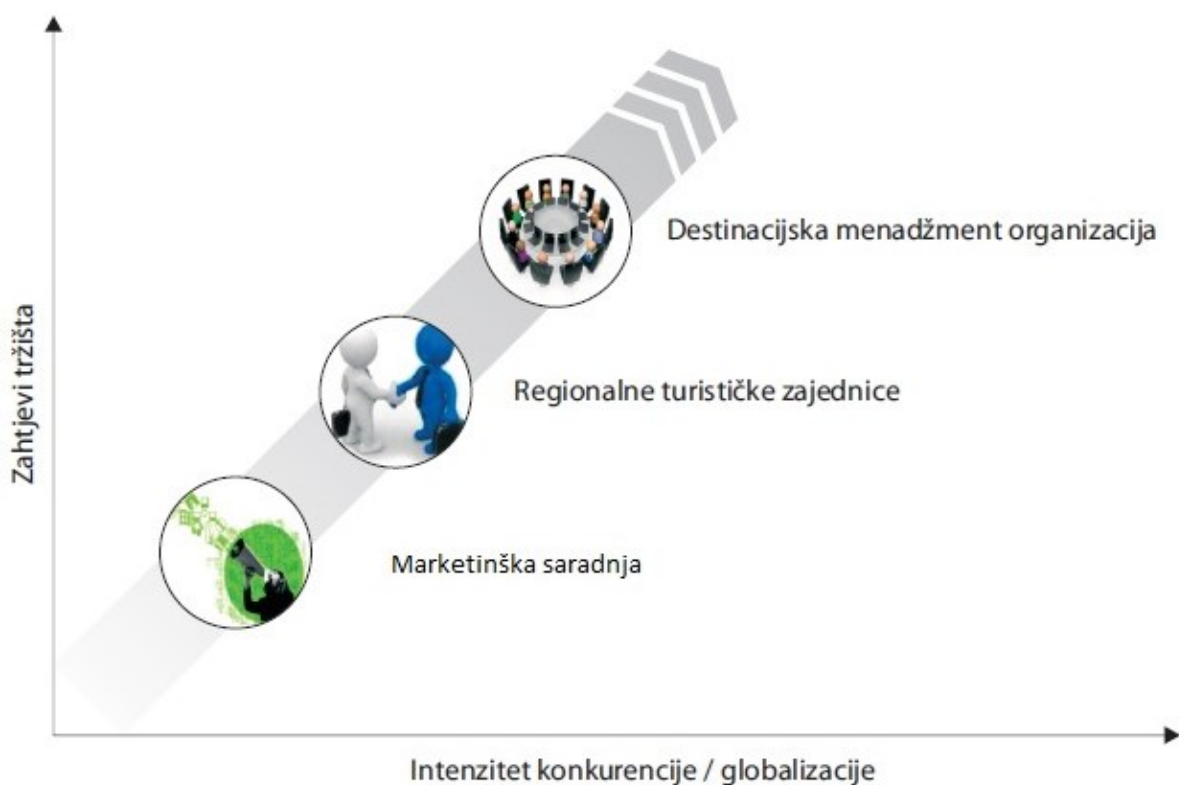 Zahtjevi tržišta
Destinacijska menadžment organizacija
Regionalne turističke zajednice
Marketinška saradnja
Intenzitet konkurencije / globalizacije